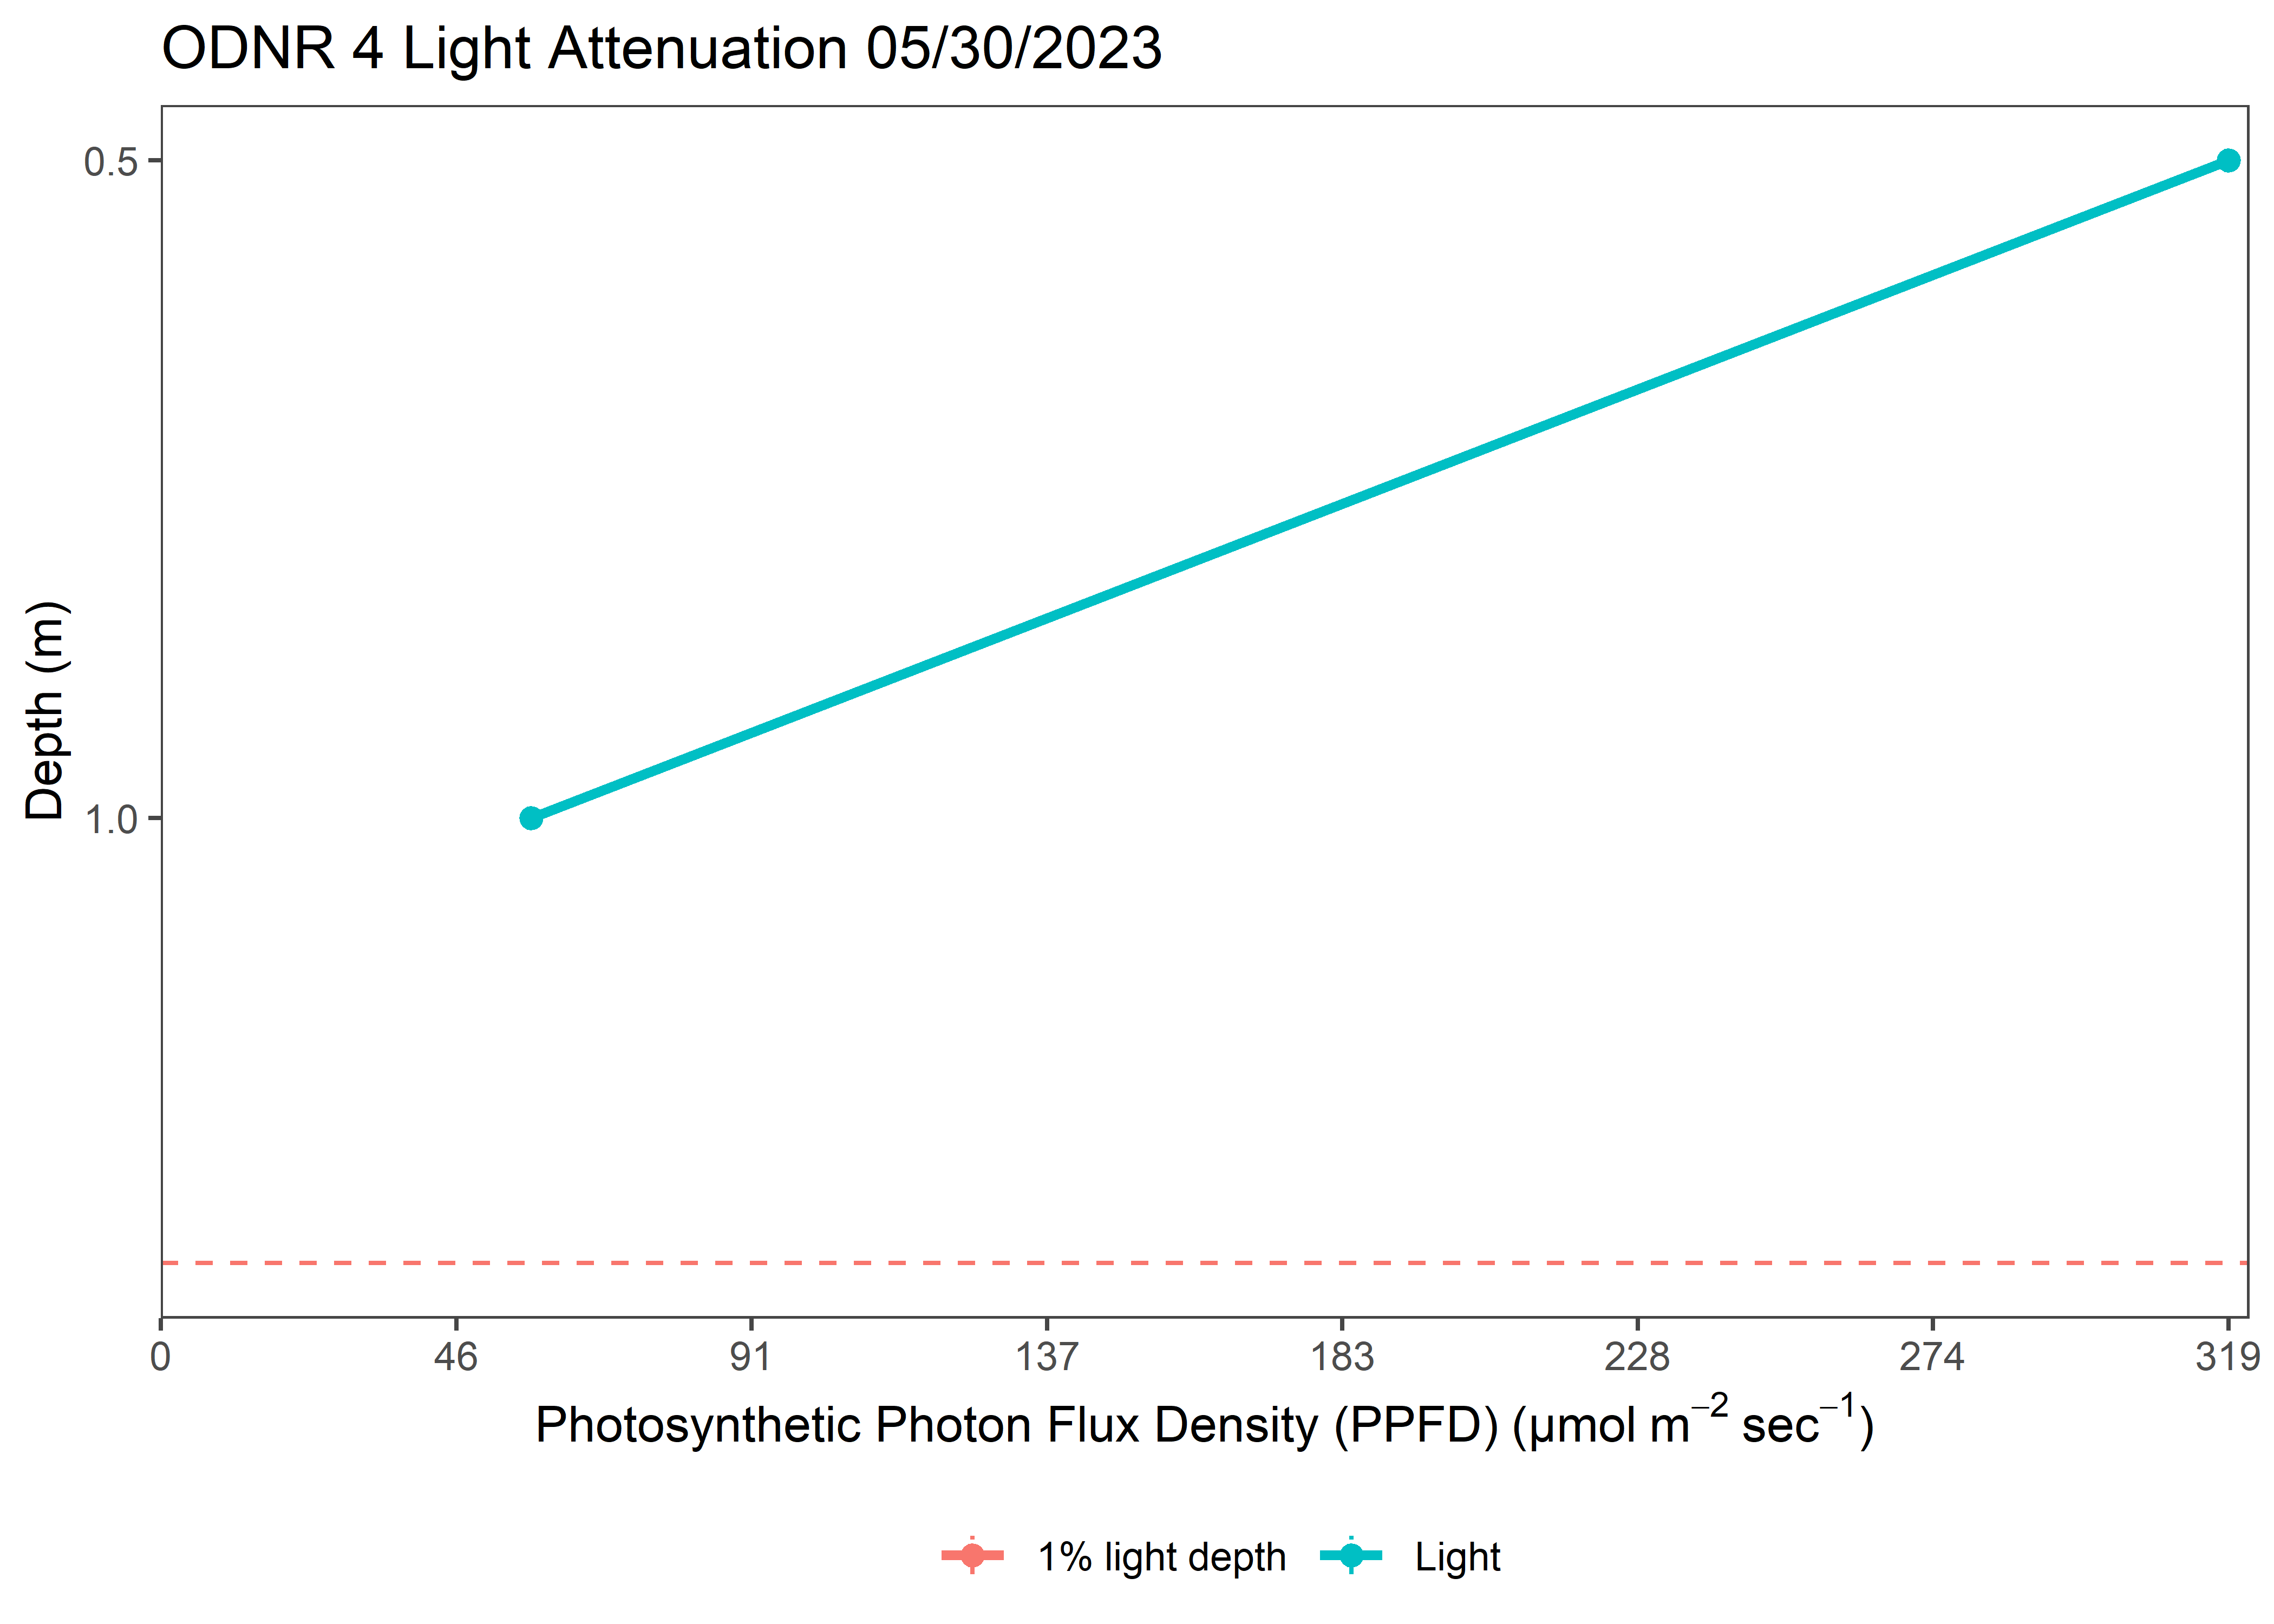 ODNR 4 Light Attenuation 05/30/2023
0.5
1.0
Depth (m)
0 46 91 137 183 228 274 319
Photosynthetic Photon Flux Density (PPFD) (µmol m⁻² sec⁻¹)
1% light depth Light